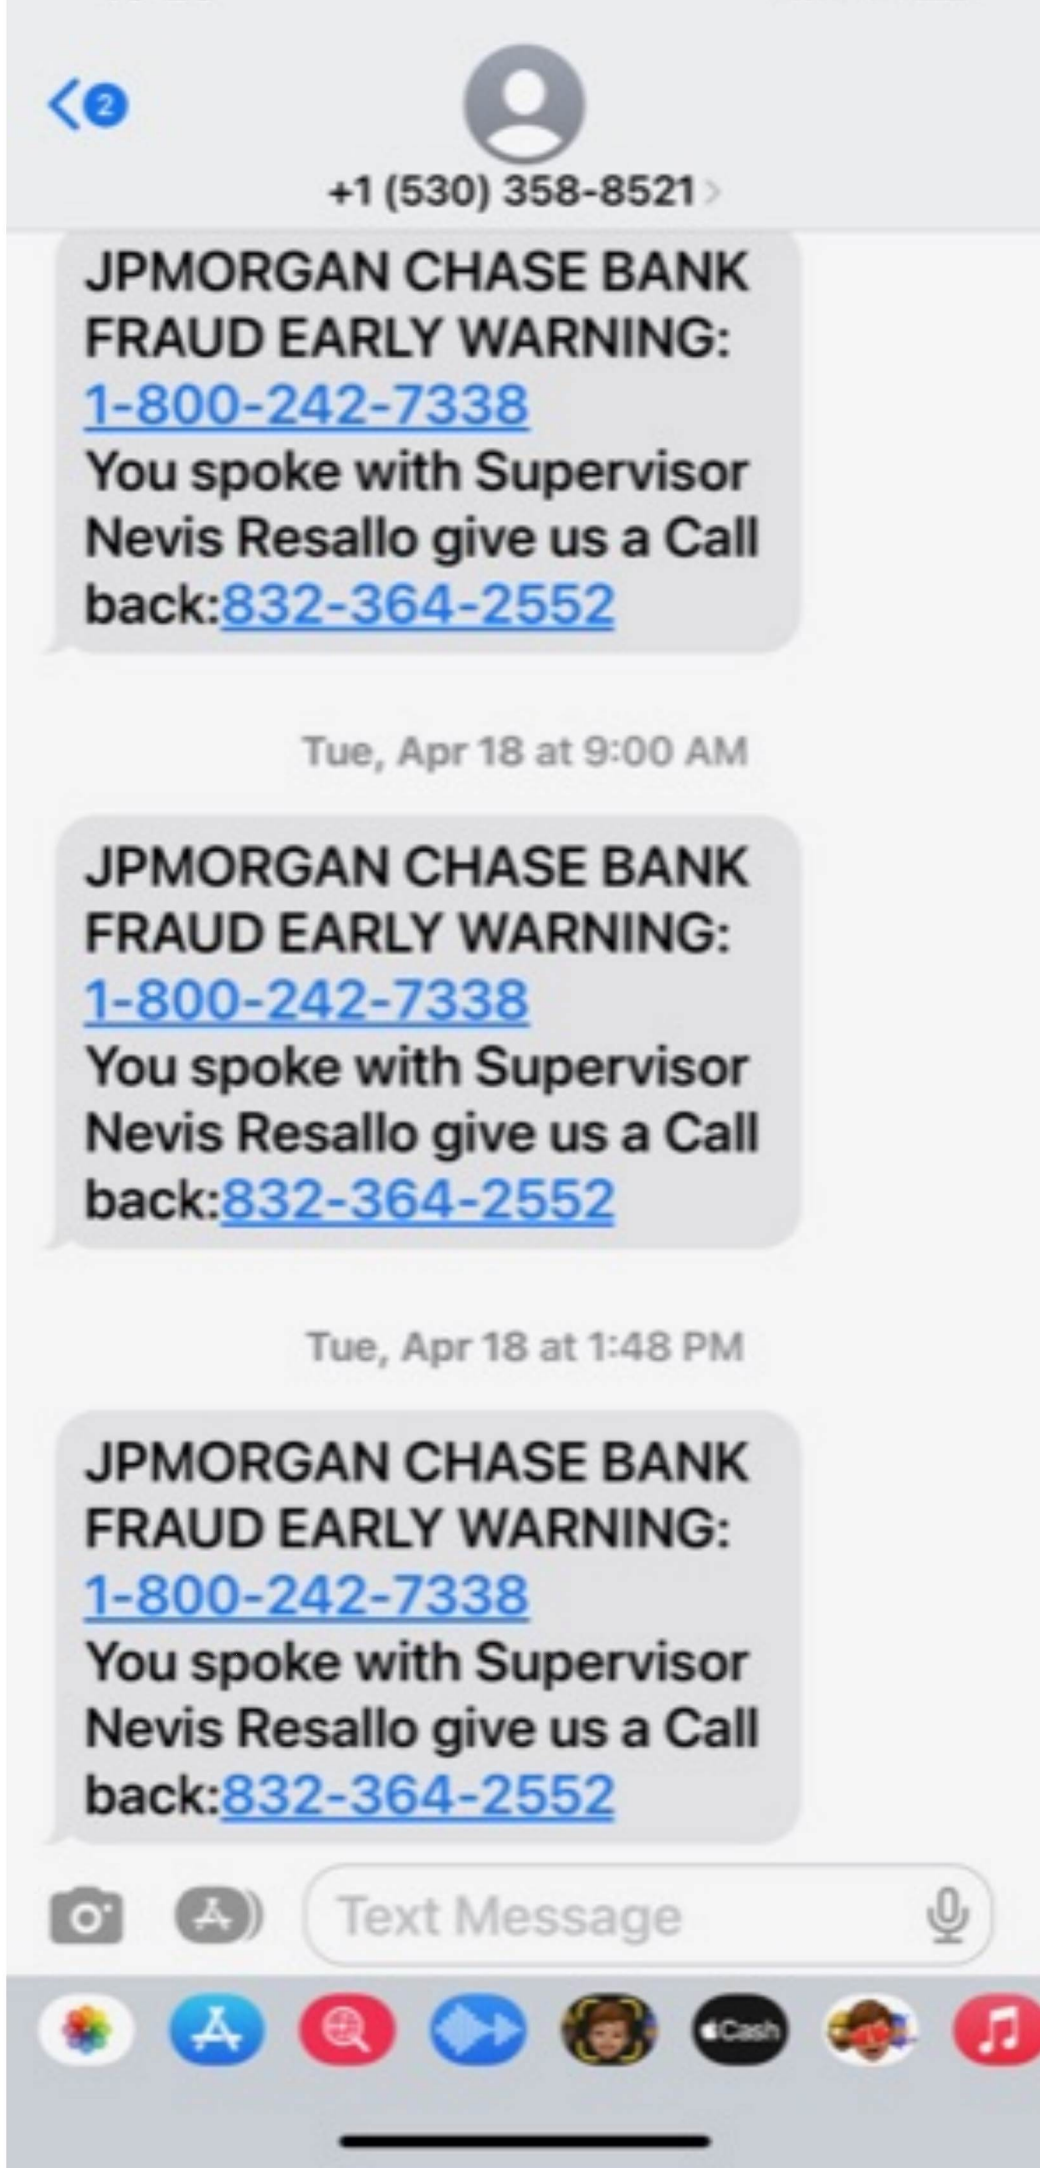 2
+1 (530) 358-8521
JPMORGAN CHASE BANK
FRAUD EARLY WARNING:
1-800-242-7338
You spoke with Supervisor
Nevis Resallo give us a Call
back:832-364-2552
Tue, Apr 18 at 9:00 AM
JPMORGAN CHASE BANK
FRAUD EARLY WARNING:
1-800-242-7338
You spoke with Supervisor
Nevis Resallo give us a Call
back:832-364-2552
Tue, Apr 18 at 1:48 PM
JPMORGAN CHASE BANK
FRAUD EARLY WARNING:
1-800-242-7338
You spoke with Supervisor
Nevis Resallo give us a Call
back:832-364-2552
Text Message
Cash